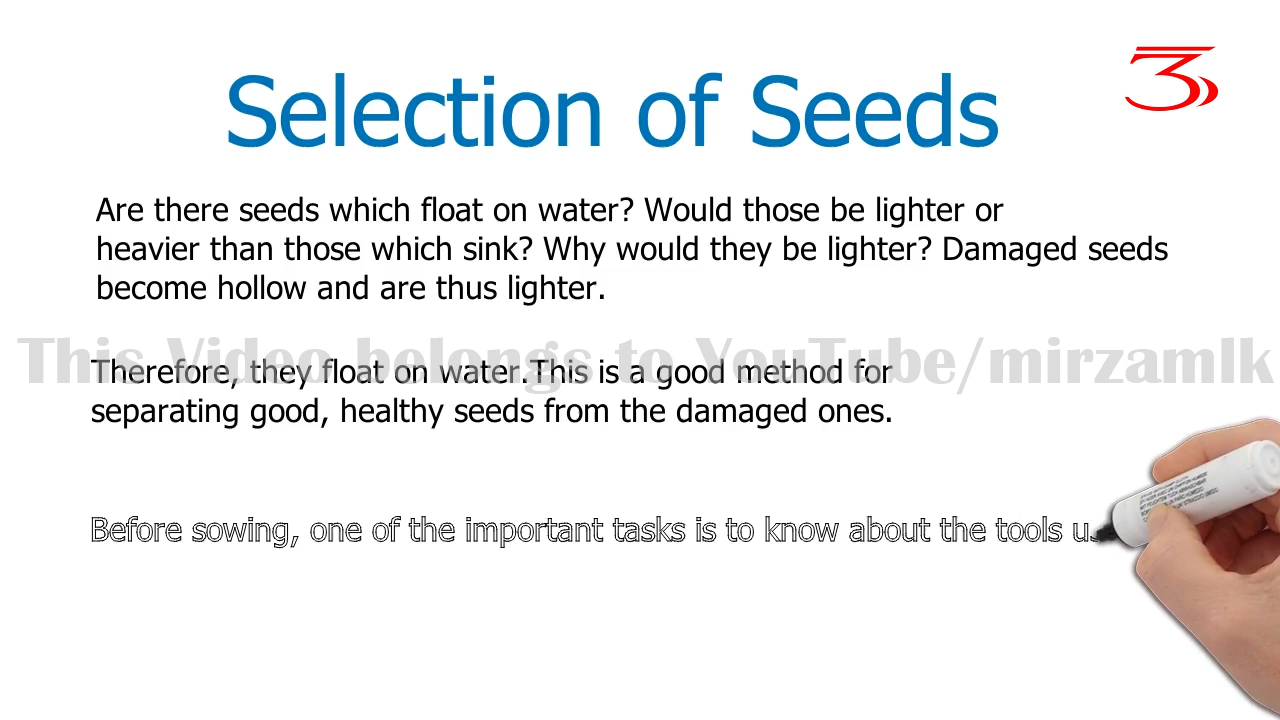 Selection of Seeds
Are there seeds which float on water? Would those be lighter or
heavier than those which sink? Why would they be lighter? Damaged seeds
become hollow and are thus lighter.
This Video belongs to YouTube/mirzamlk
Therefore, they float on water.This is a good method for
separating good, healthy seeds from the damaged ones.
Before sowing, one of the important tasks is to know about the tools